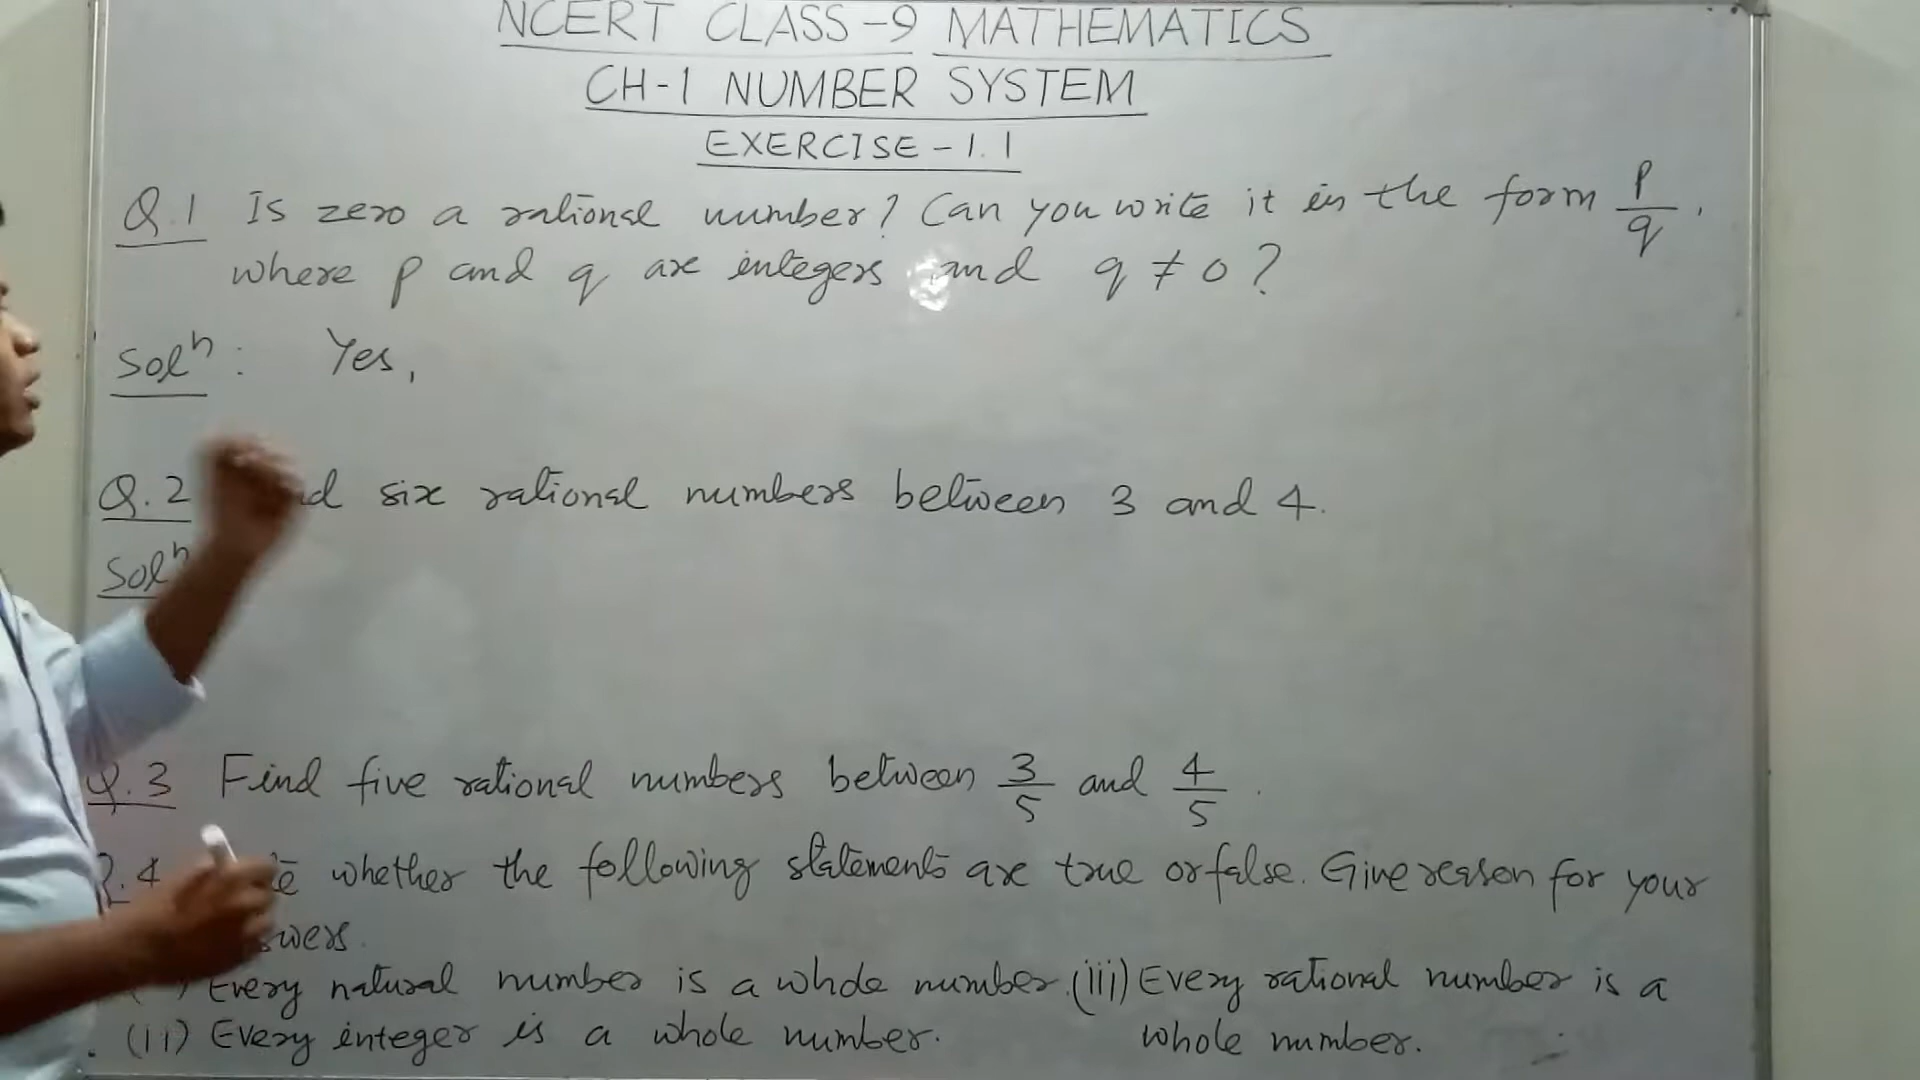 NCERT CLASS-9 MATHEMATICS
CH-1 NUMBER SYSTEM
EXERCISE-1.1
Q.1 Is zero a rational number? Can you write it in the form p/q,
where p and q are integers and q ≠ 0?
Solⁿ: Yes,
Q.2 six rational numbers between 3 and 4.
Solⁿ
Q.3 Find five rational numbers between 3/5 and 4/5.
Q.4 whether the following statements are true or false. Give reason for your
Every natural number is a whole number. (iii) Every rational number is a
(ii) Every integer is a whole number. whole number.